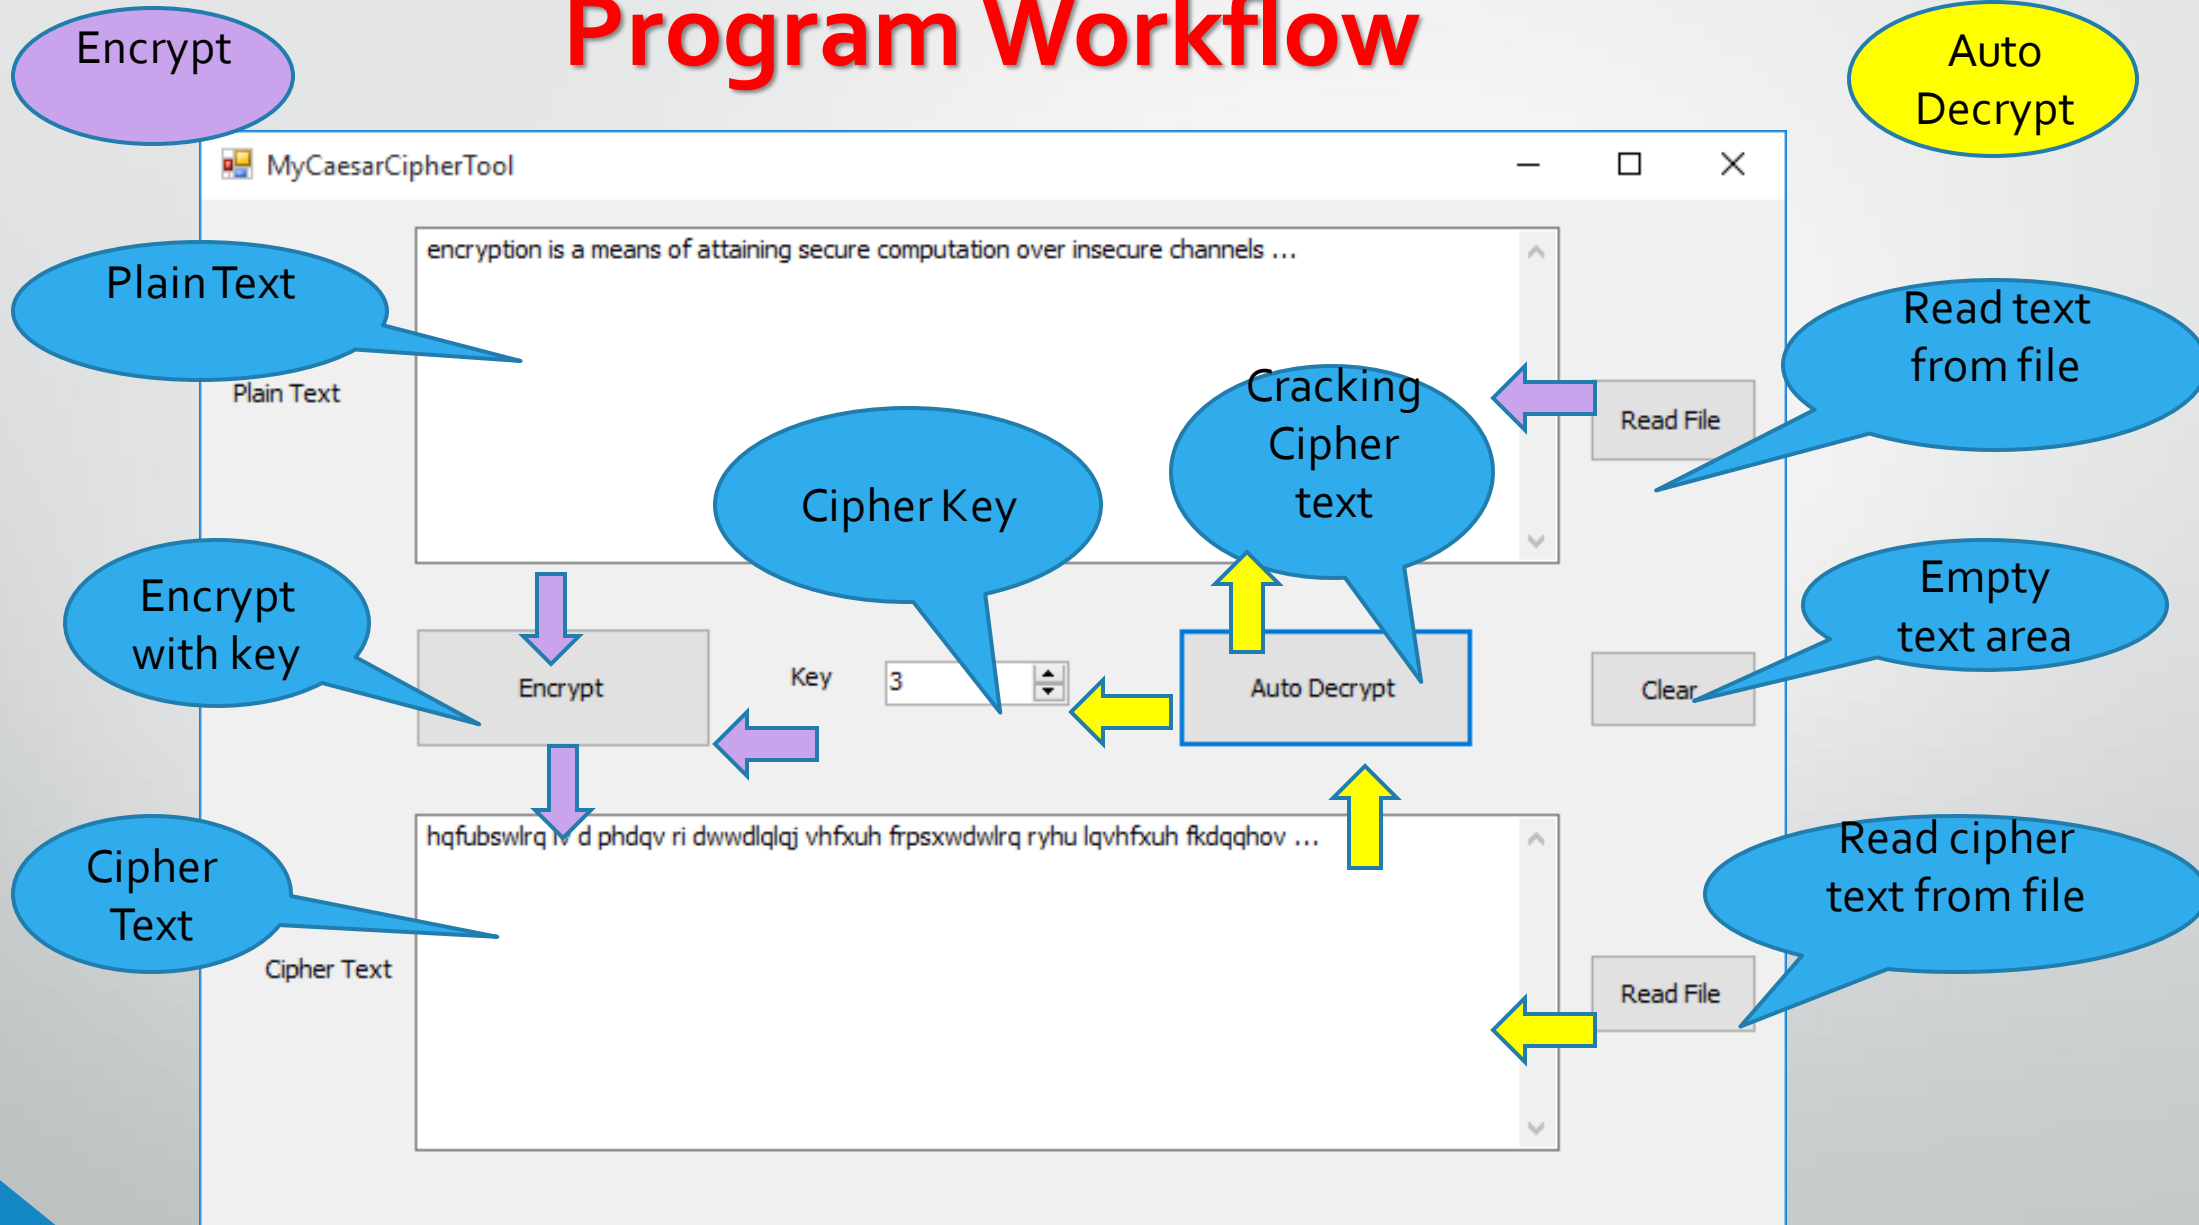 Program Workflow
Encrypt
Auto
Decrypt
MyCaesarCipherTool
encryption is a means of attaining secure computation over insecure channels ...
Plain Text
Read text
from file
Plain Text
Cracking
Cipher
text
Read File
Cipher Key
Encrypt
with key
Empty
text area
Encrypt
Key
3
Auto Decrypt
Clear
hqfubswlrq lv d phdqv ri dwwdlqlqj vhfxuh frpsxwdwlrq ryhu lqvhfxuh fkdqqhov ...
Cipher
Text
Read cipher
text from file
Cipher Text
Read File